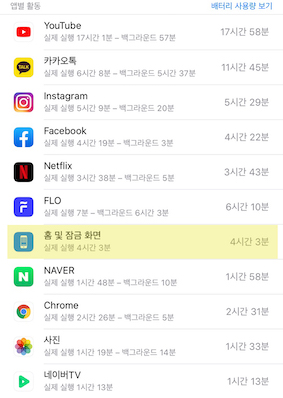 앱별 활동 배터리 사용량 보기
YouTube
실제 실행 17시간 1분 – 백그라운드 57분
17시간 58분
카카오톡
실제 실행 6시간 8분 – 백그라운드 5시간 37분
11시간 45분
Instagram
실제 실행 5시간 9분 – 백그라운드 20분
5시간 29분
Facebook
실제 실행 4시간 19분 – 백그라운드 3분
4시간 22분
Netflix
실제 실행 3시간 38분 – 백그라운드 5분
3시간 43분
FLO
실제 실행 7분 – 백그라운드 6시간 3분
6시간 10분
홈 및 잠금 화면
실제 실행 4시간 3분
4시간 3분
NAVER
실제 실행 1시간 48분 – 백그라운드 10분
1시간 58분
Chrome
실제 실행 2시간 26분 – 백그라운드 5분
2시간 31분
사진
실제 실행 1시간 19분 – 백그라운드 14분
1시간 33분
네이버TV
실제 실행 1시간 13분
1시간 13분
TALK
N